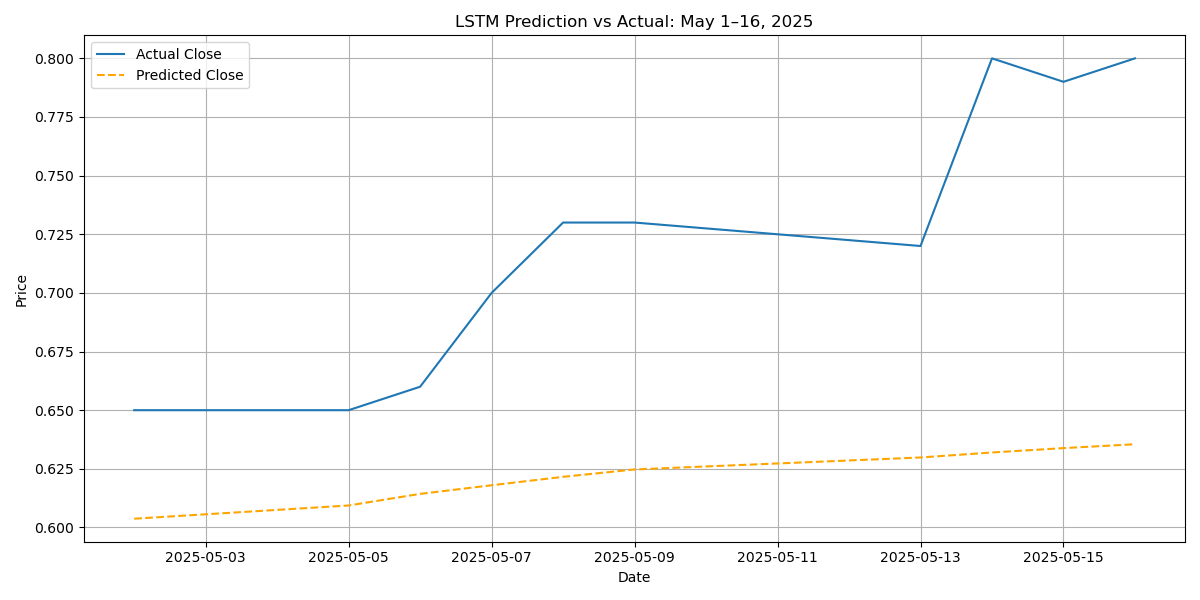 LSTM Prediction vs Actual: May 1–16, 2025
Actual Close
Predicted Close
0.800
0.775
0.750
0.725
0.700
0.675
0.650
0.625
0.600
Price
2025-05-03 2025-05-05 2025-05-07 2025-05-09 2025-05-11 2025-05-13 2025-05-15
Date